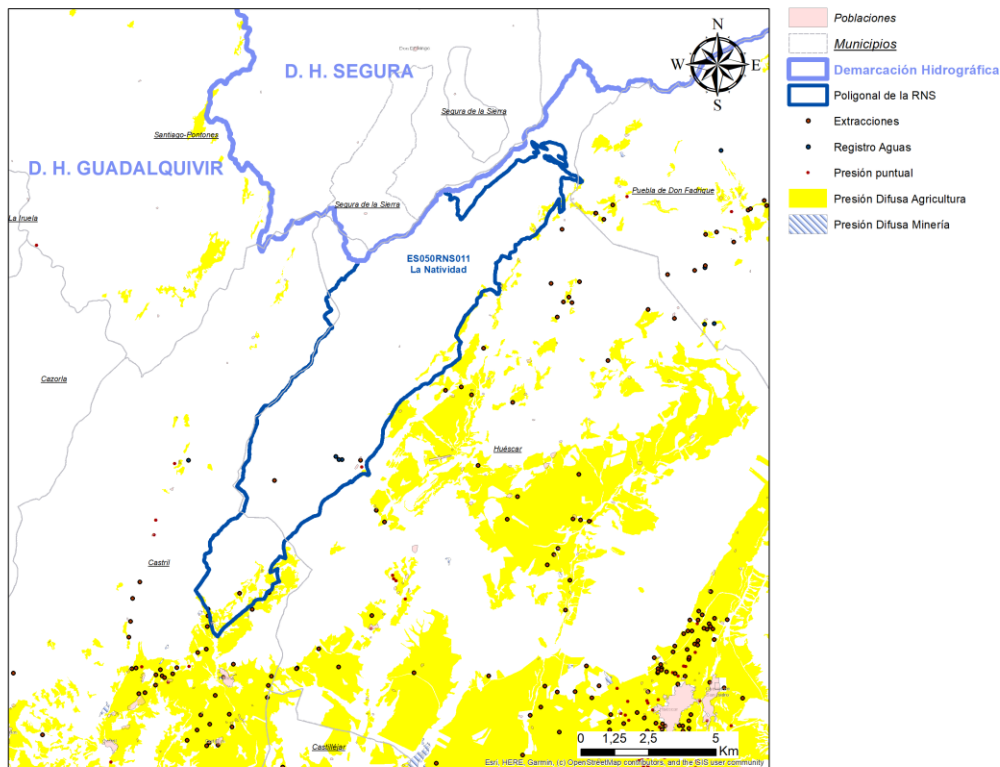 D. H. SEGURA
Segura de la Sierra
Santiago-Pontones
D. H. GUADALQUIVIR
Puebla de Don Fadrique
La Iruela
Segura de la Sierra
ES050RNS011
La Natividad
Cazorla
Huéscar
Castril
Castilléjar
N
W
E
S
0 1,25 2,5 5
Km
Esri, HERE, Garmin, (c) OpenStreetMap contributors, and the GIS user community
Poblaciones
Municipios
Demarcación Hidrográfica
Poligonal de la RNS
Extracciones
Registro Aguas
Presión puntual
Presión Difusa Agricultura
Presión Difusa Minería